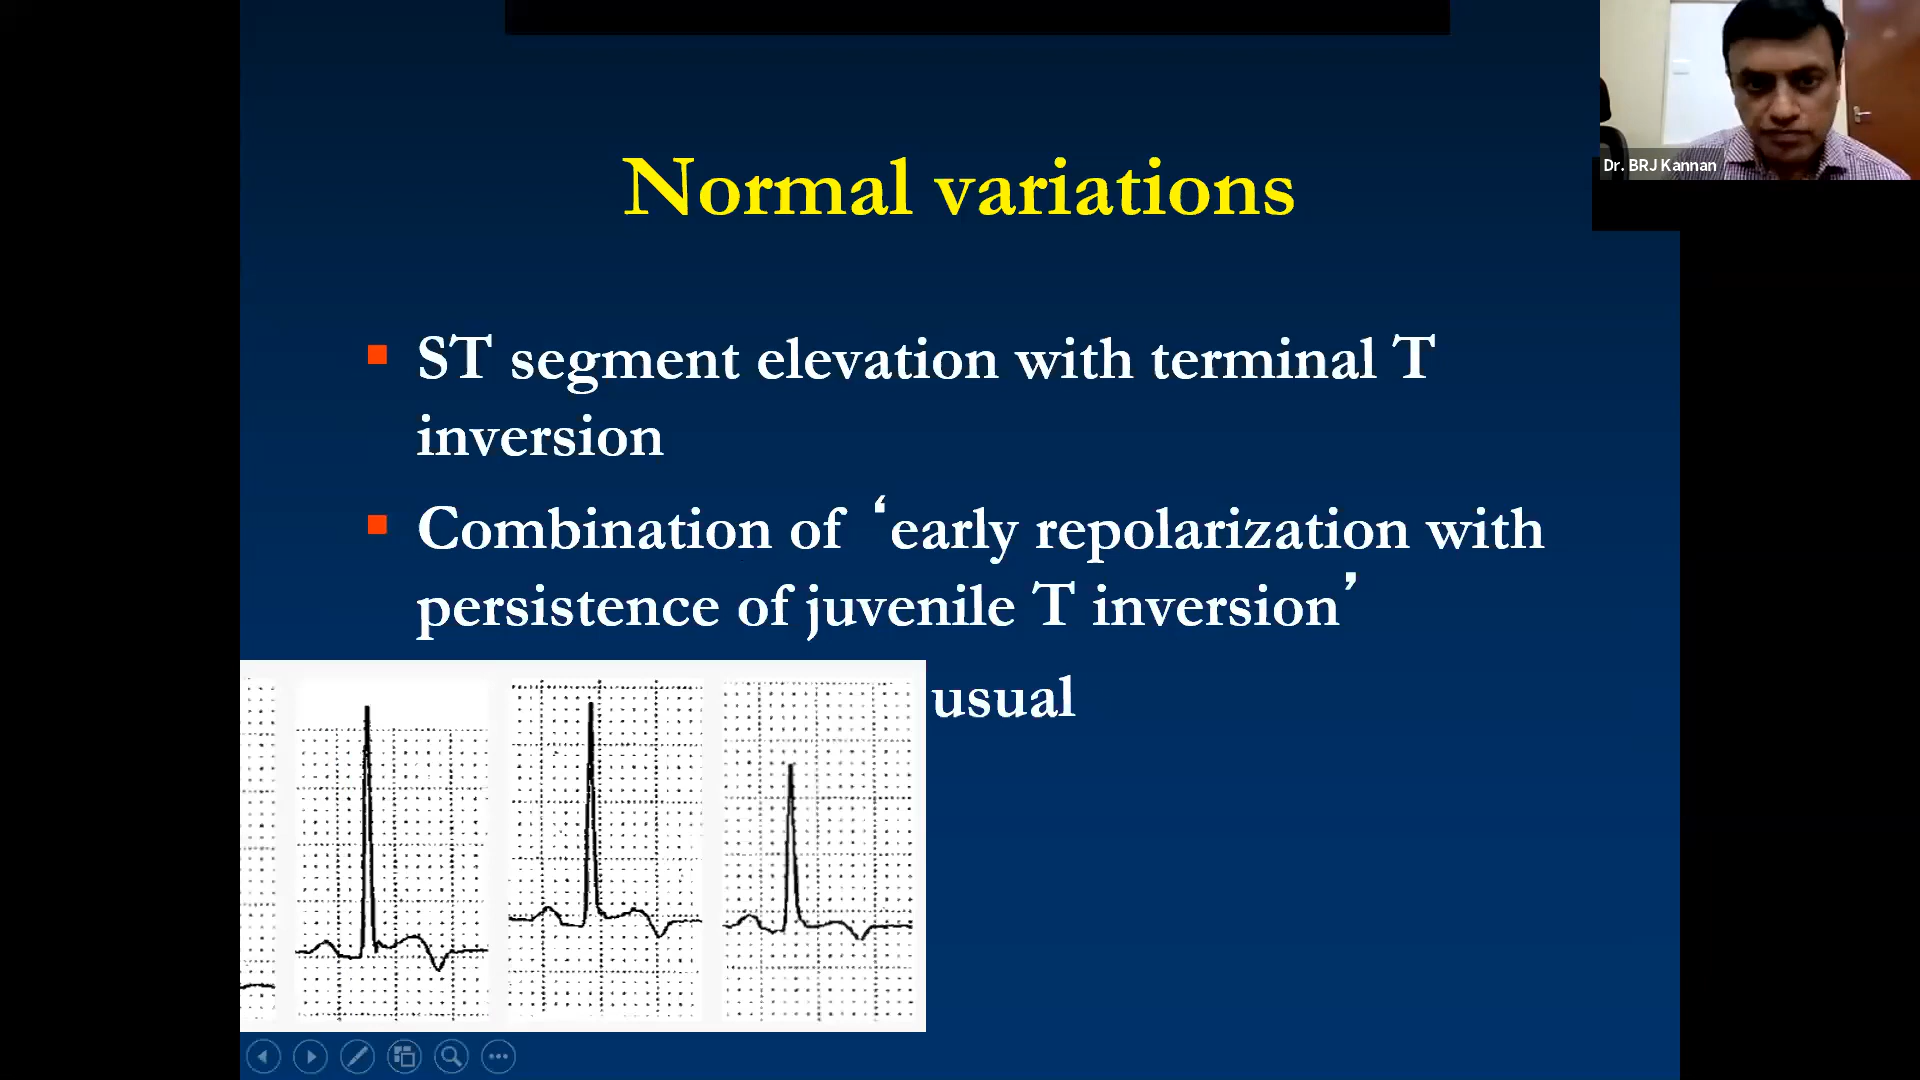 Dr. BRJ Kannan
Normal variations
ST segment elevation with terminal T
inversion
Combination of ‘early repolarization with
persistence of juvenile T inversion’
usual